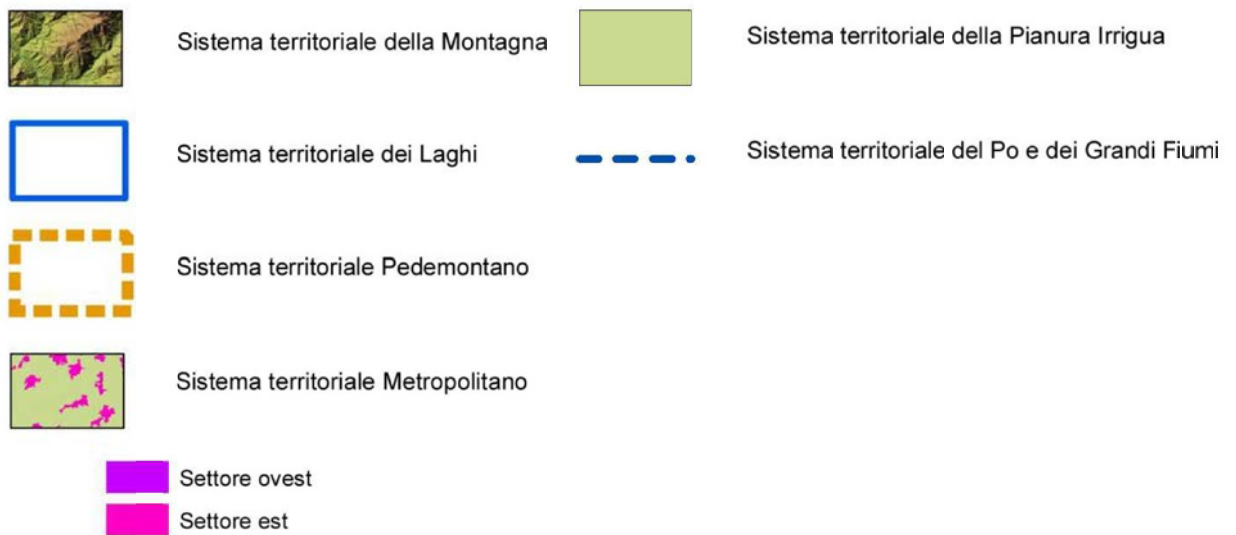 Sistema territoriale della Montagna
Sistema territoriale dei Laghi
Sistema territoriale Pedemontano
Sistema territoriale Metropolitano
Settore ovest
Settore est
Sistema territoriale della Pianura Irrigua
Sistema territoriale del Po e dei Grandi Fiumi